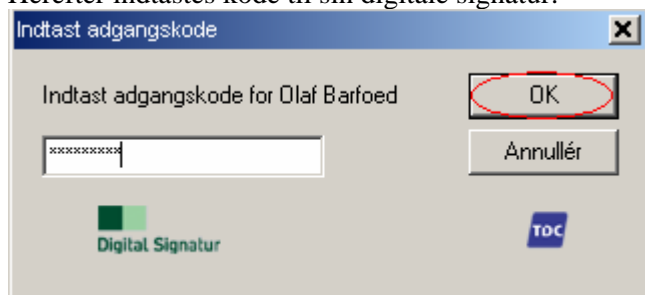 Herefter indtastes kode til sin digitale signatur.
Indtast adgangskode
Indtast adgangskode for Olaf Barfoed
OK
xxxxxxxxx
Annullér
Digital Signatur
TDC